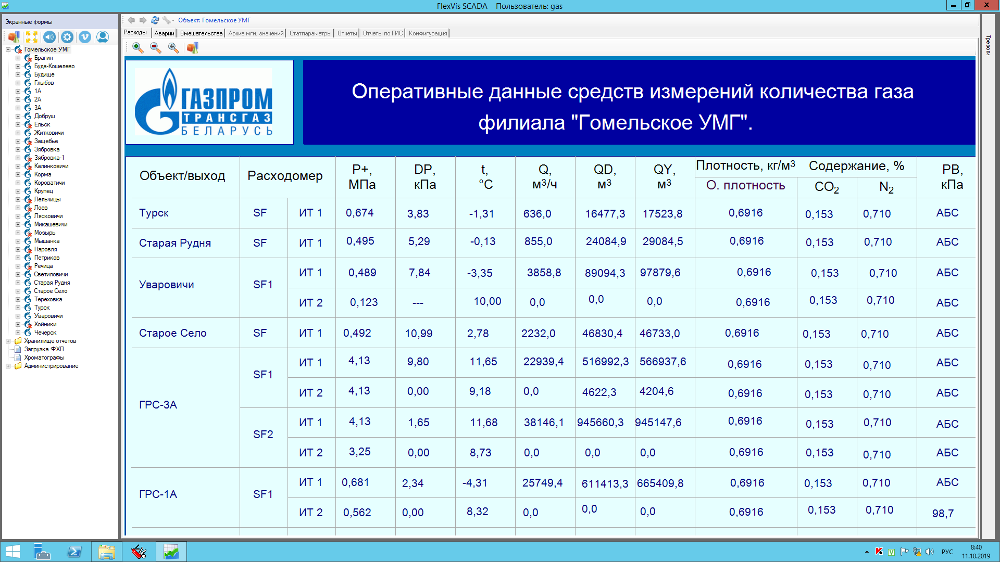 FlexVis SCADA Пользователь: gas
Экранные формы
Объект: Гомельское УМГ
Расходы Аварии Вмешательства Архив мгн. значений Статпараметры Отчеты Отчеты по ГИС Конфигурация
Тревоги
Гомельское УМГ
Брагин
Буда-Кошелево
Будище
Глыбов
1А
2А
3А
Добруш
Ельск
Житковичи
Защебье
Зябровка
Зябровка-1
Калинковичи
Корма
Короватичи
Крупец
Лельчицы
Лоев
Лясковичи
Микашевичи
Мозырь
Мышанка
Наровля
Петриков
Речица
Светиловичи
Старая Рудня
Старое Село
Тереховка
Турск
Уваровичи
Хойники
Чечерск
Хранилище отчетов
Загрузка ФХП
Хроматографы
Администрирование
ГАЗПРОМ
ТРАНСГАЗ
БЕЛАРУСЬ
Оперативные данные средств измерений количества газа
филиала "Гомельское УМГ".
Объект/выход Расходомер P+, МПа DP, кПа t, °C Q, м³/ч QD, м³ QY, м³ Плотность, кг/м³ Содержание, % PB, кПа
О. плотность CO₂ N₂
Турск SF ИТ 1 0,674 3,83 -1,31 636,0 16477,3 17523,8 0,6916 0,153 0,710 АБС
Старая Рудня SF ИТ 1 0,495 5,29 -0,13 855,0 24084,9 29084,5 0,6916 0,153 0,710 АБС
Уваровичи SF1 ИТ 1 0,489 7,84 -3,35 3858,8 89094,3 97879,6 0,6916 0,153 0,710 АБС
ИТ 2 0,123 --- 10,00 0,0 0,0 0,0 0,6916 0,153 0,710 АБС
Старое Село SF ИТ 1 0,492 10,99 2,78 2232,0 46830,4 46733,0 0,6916 0,153 0,710 АБС
ГРС-3А SF1 ИТ 1 4,13 9,80 11,65 22939,4 516992,3 566937,6 0,6916 0,153 0,710 АБС
ИТ 2 4,13 0,00 9,18 0,0 4622,3 4204,6 0,6916 0,153 0,710 АБС
SF2 ИТ 1 4,13 1,65 11,68 38146,1 945660,3 945147,6 0,6916 0,153 0,710 АБС
ИТ 2 3,25 0,00 8,73 0,0 0,0 0,0 0,6916 0,153 0,710 АБС
ГРС-1А SF1 ИТ 1 0,681 2,34 -4,31 25749,4 611413,3 665409,8 0,6916 0,153 0,710 АБС
ИТ 2 0,562 0,00 8,32 0,0 0,0 0,0 0,6916 0,153 0,710 98,7
РУС
8:40
11.10.2019